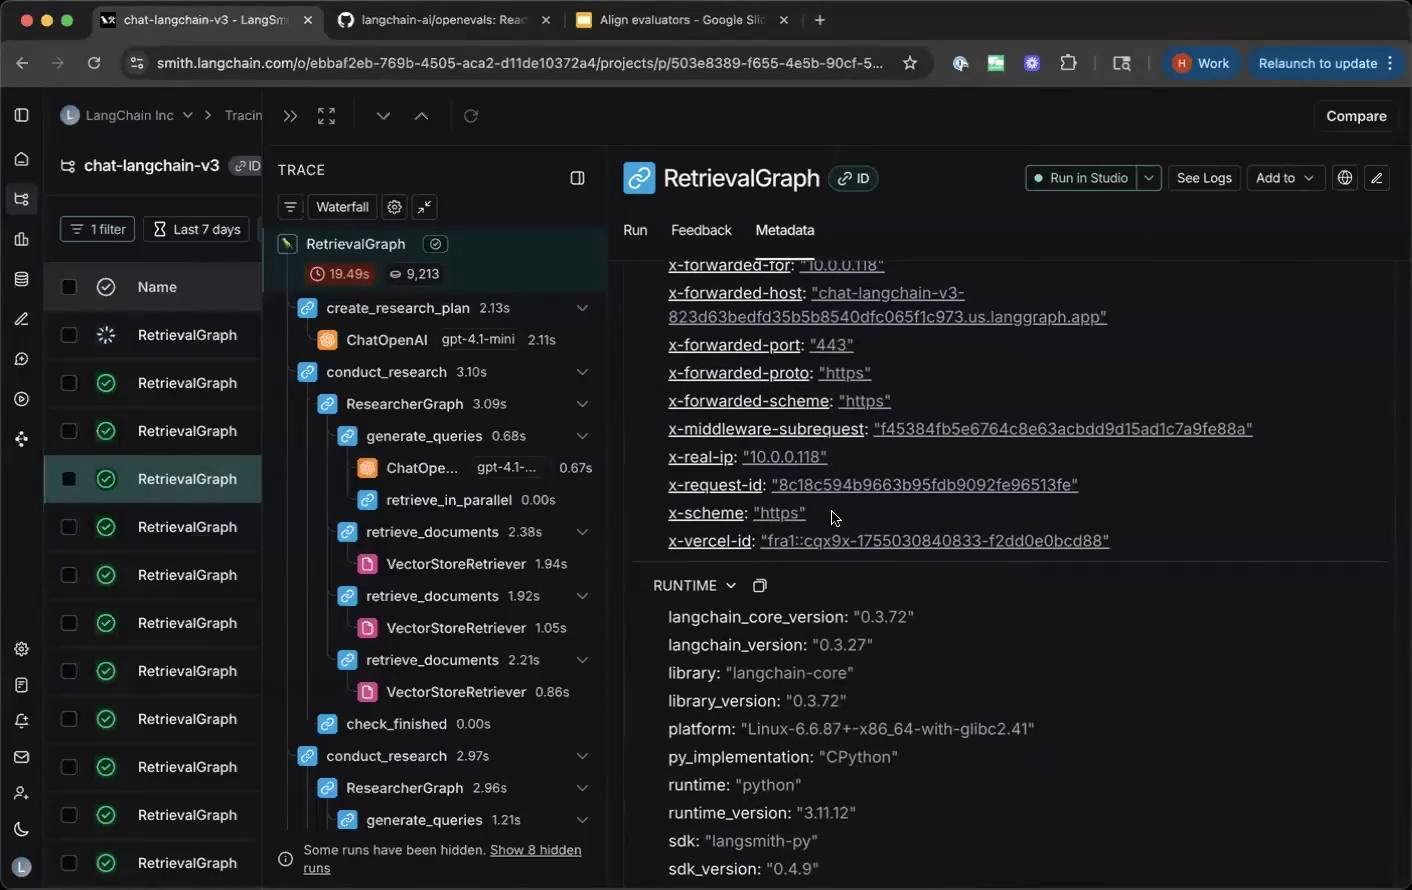 chat-langchain-v3 - LangSm
langchain-ai/openevals: Read
Align evaluators - Google Slid
smith.langchain.com/o/ebbaf2eb-769b-4505-aca2-d11de10372a4/projects/p/503e8389-f655-4e5b-90cf-5...
H Work
Relaunch to update
L LangChain Inc > Tracin
Compare
chat-langchain-v3 ID
TRACE
RetrievalGraph ID
Run in Studio
See Logs
Add to
1 filter
Last 7 days
Waterfall
Run Feedback Metadata
Name
RetrievalGraph
RetrievalGraph
RetrievalGraph
RetrievalGraph
RetrievalGraph
RetrievalGraph
RetrievalGraph
RetrievalGraph
RetrievalGraph
RetrievalGraph
RetrievalGraph
RetrievalGraph
L
RetrievalGraph
19.49s 9,213
create_research_plan 2.13s
ChatOpenAI gpt-4.1-mini 2.11s
conduct_research 3.10s
ResearcherGraph 3.09s
generate_queries 0.68s
ChatOpe... gpt-4.1-... 0.67s
retrieve_in_parallel 0.00s
retrieve_documents 2.38s
VectorStoreRetriever 1.94s
retrieve_documents 1.92s
VectorStoreRetriever 1.05s
retrieve_documents 2.21s
VectorStoreRetriever 0.86s
check_finished 0.00s
conduct_research 2.97s
ResearcherGraph 2.96s
generate_queries 1.21s
Some runs have been hidden. Show 8 hidden
runs
x-forwarded-for: "10.0.0.118"
x-forwarded-host: "chat-langchain-v3-
823d63bedfd35b5b8540dfc065f1c973.us.langgraph.app"
x-forwarded-port: "443"
x-forwarded-proto: "https"
x-forwarded-scheme: "https"
x-middleware-subrequest: "f45384fb5e6764c8e63acbdd9d15ad1c7a9fe88a"
x-real-ip: "10.0.0.118"
x-request-id: "8c18c594b9663b95fdb9092fe96513fe"
x-scheme: "https"
x-vercel-id: "fra1::cqx9x-1755030840833-f2dd0e0bcd88"
RUNTIME
langchain_core_version: "0.3.72"
langchain_version: "0.3.27"
library: "langchain-core"
library_version: "0.3.72"
platform: "Linux-6.6.87+-x86_64-with-glibc2.41"
py_implementation: "CPython"
runtime: "python"
runtime_version: "3.11.12"
sdk: "langsmith-py"
sdk_version: "0.4.9"